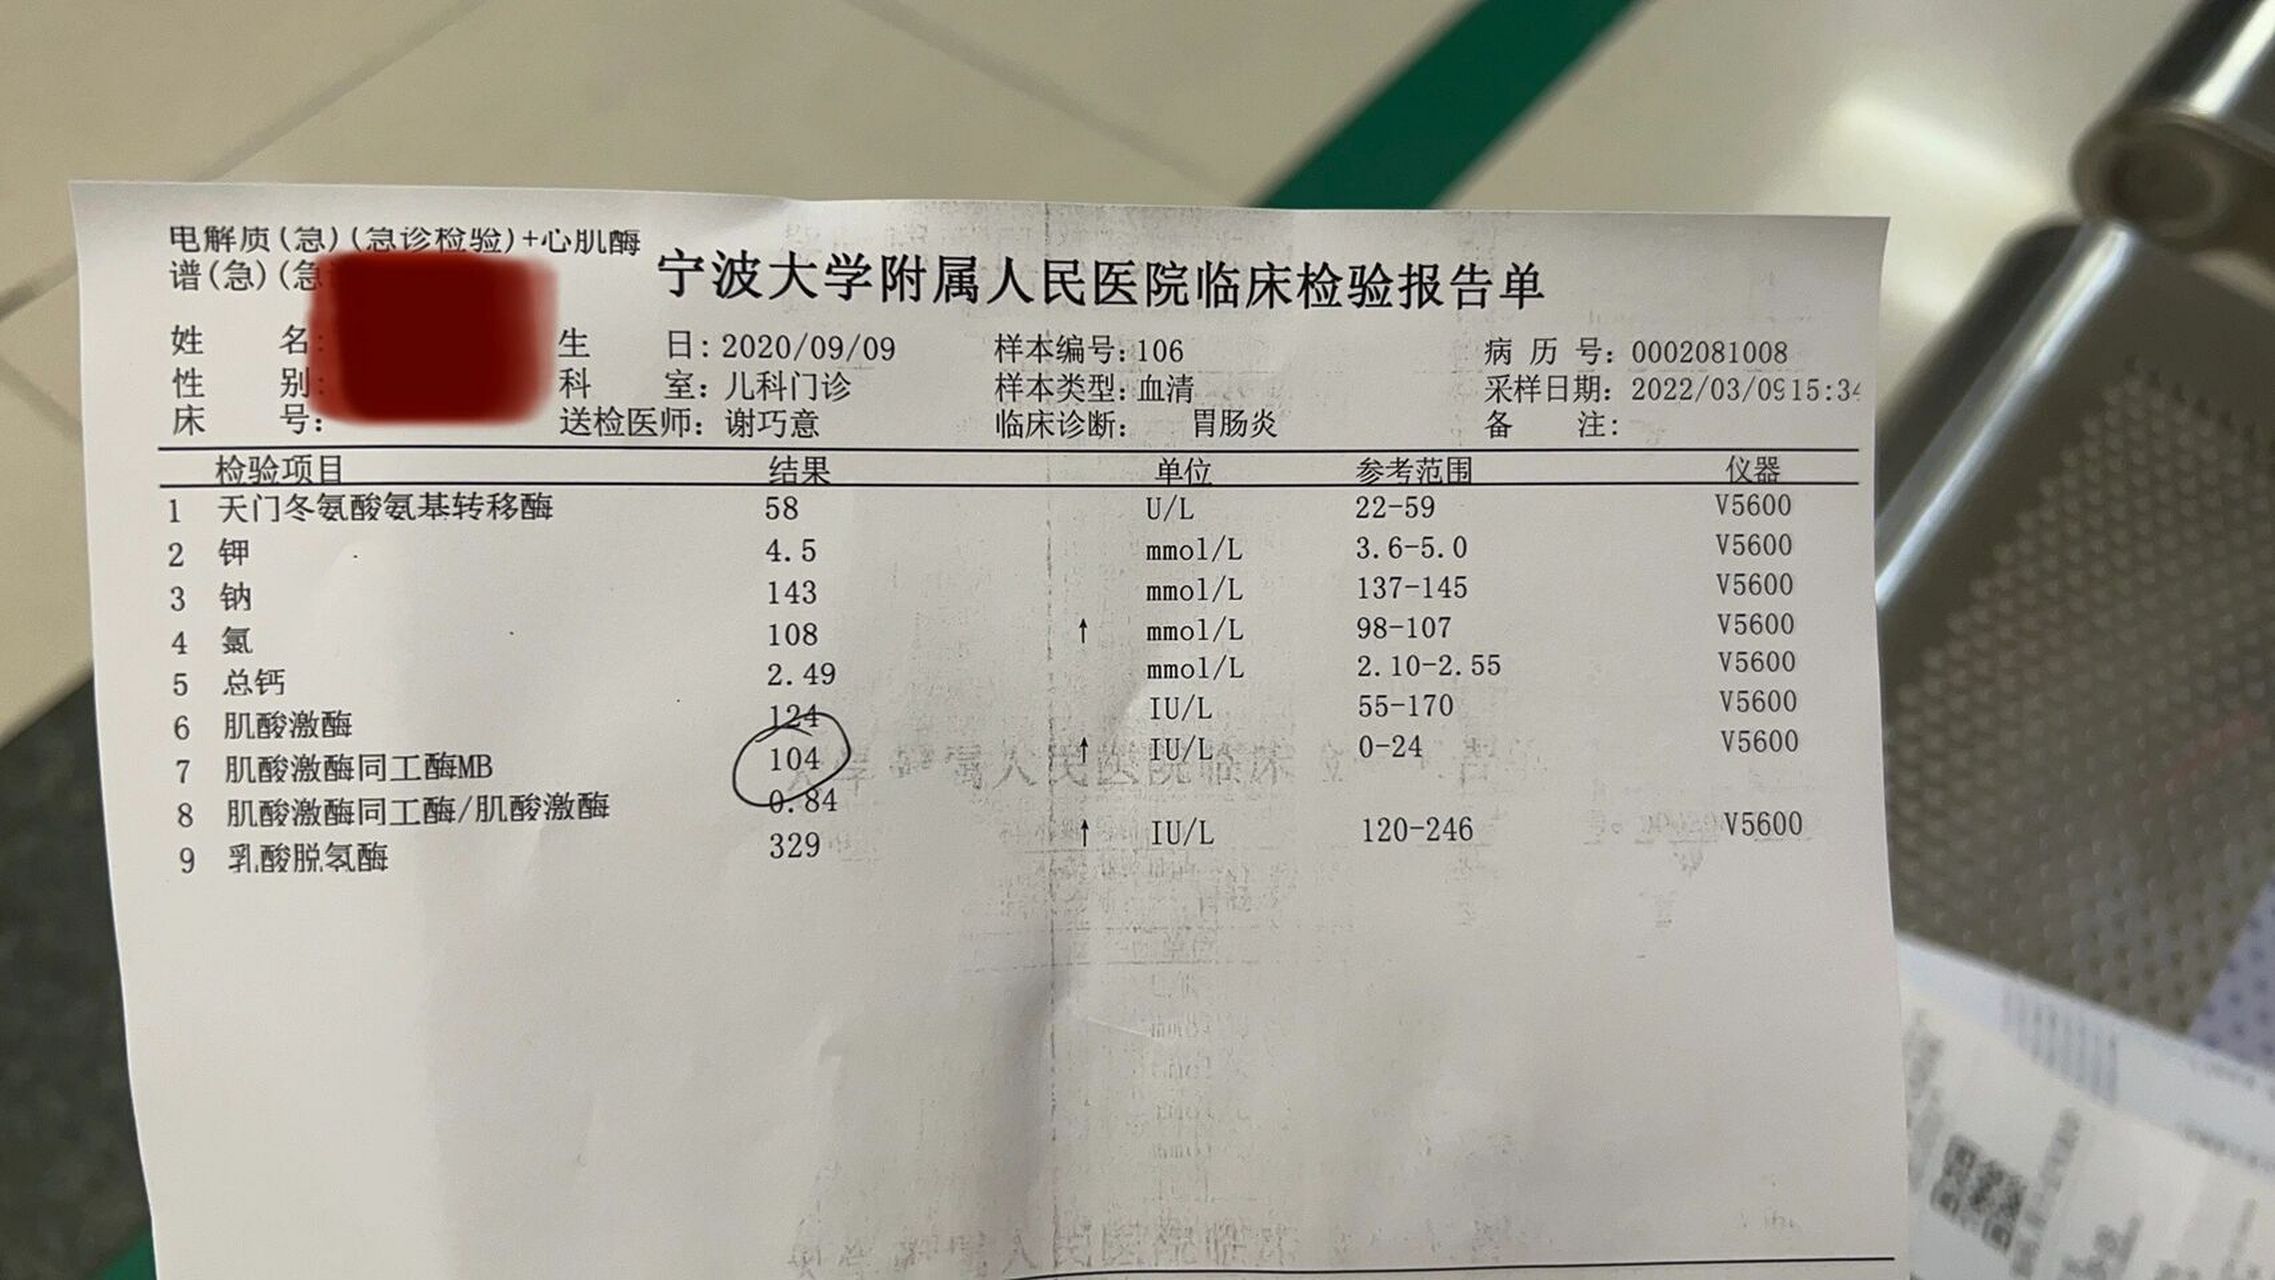 电解质(急)(急诊检验)+心肌酶
谱(急)(急
宁波大学附属人民医院临床检验报告单
姓 名: 生 日: 2020/09/09 样本编号: 106 病 历 号: 0002081008
性 别: 科 室: 儿科门诊 样本类型: 血清 采样日期: 2022/03/09 15:34
床 号: 送检医师: 谢巧意 临床诊断: 胃肠炎 备 注:
检验项目 结果 单位 参考范围 仪器
1 天门冬氨酸氨基转移酶 58 U/L 22-59 V5600
2 钾 4.5 mmol/L 3.6-5.0 V5600
3 钠 143 mmol/L 137-145 V5600
4 氯 108 ↑ mmol/L 98-107 V5600
5 总钙 2.49 mmol/L 2.10-2.55 V5600
6 肌酸激酶 124 IU/L 55-170 V5600
7 肌酸激酶同工酶MB 104 ↑ IU/L 0-24 V5600
8 肌酸激酶同工酶/肌酸激酶 0.84
9 乳酸脱氢酶 329 ↑ IU/L 120-246 V5600